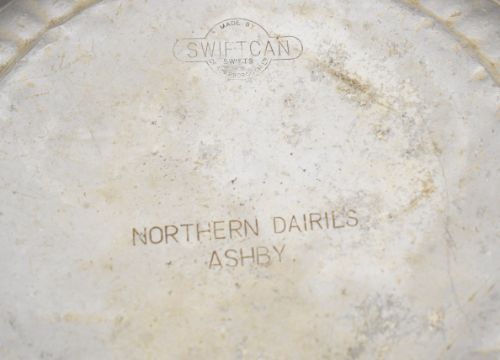 MADE BY
SWIFTCAN
SWIFTS
NORTHERN DAIRIES
ASHBY